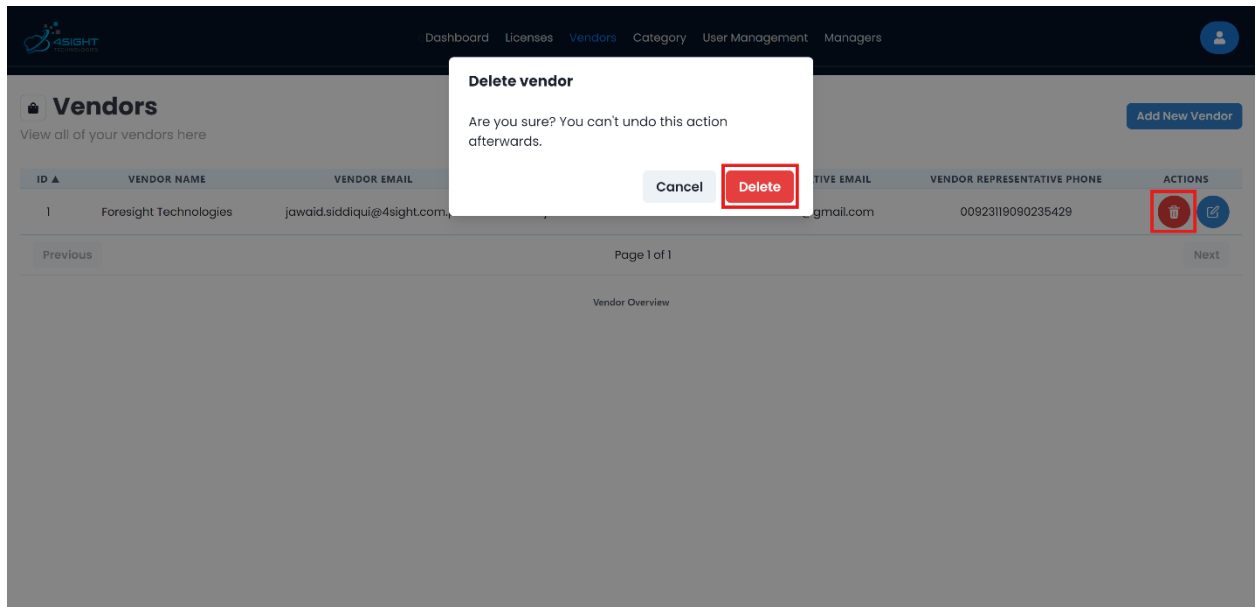 4SIGHT
TECHNOLOGIES
Dashboard Licenses Vendors Category User Management Managers
Delete vendor
Are you sure? You can't undo this action
afterwards.
Cancel Delete
Vendors
View all of your vendors here
Add New Vendor
ID ▲ VENDOR NAME VENDOR EMAIL TIVE EMAIL VENDOR REPRESENTATIVE PHONE ACTIONS
1 Foresight Technologies jawaid.siddiqui@4sight.com. gmail.com 00923119090235429
Previous Page 1 of 1 Next
Vendor Overview